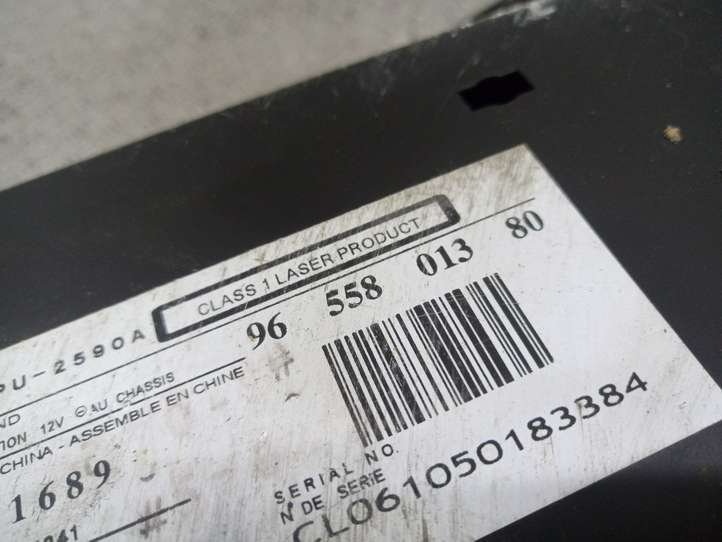 CLASS 1 LASER PRODUCT
PU-2590A
96 558 013 80
ND
12V ⊖AU CHASSIS
CHINA - ASSEMBLE EN CHINE
1689
SERIAL NO.
N° DE SERIE
CL061050183384